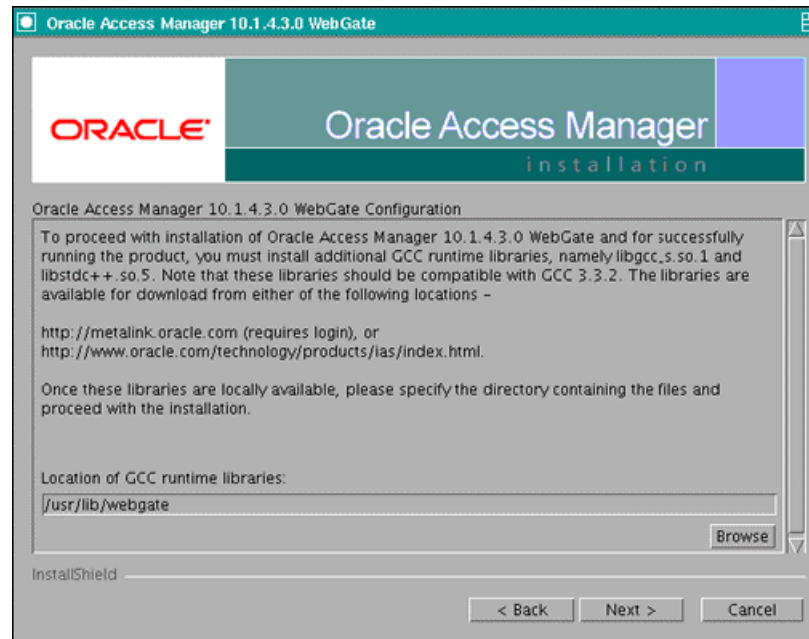 Oracle Access Manager 10.1.4.3.0 WebGate
ORACLE
Oracle Access Manager
installation
Oracle Access Manager 10.1.4.3.0 WebGate Configuration
To proceed with installation of Oracle Access Manager 10.1.4.3.0 WebGate and for successfully
running the product, you must install additional GCC runtime libraries, namely libgcc_s.so.1 and
libstdc++.so.5. Note that these libraries should be compatible with GCC 3.3.2. The libraries are
available for download from either of the following locations -
http://metalink.oracle.com (requires login), or
http://www.oracle.com/technology/products/ias/index.html.
Once these libraries are locally available, please specify the directory containing the files and
proceed with the installation.
Location of GCC runtime libraries:
/usr/lib/webgate
Browse
InstallShield
< Back Next > Cancel